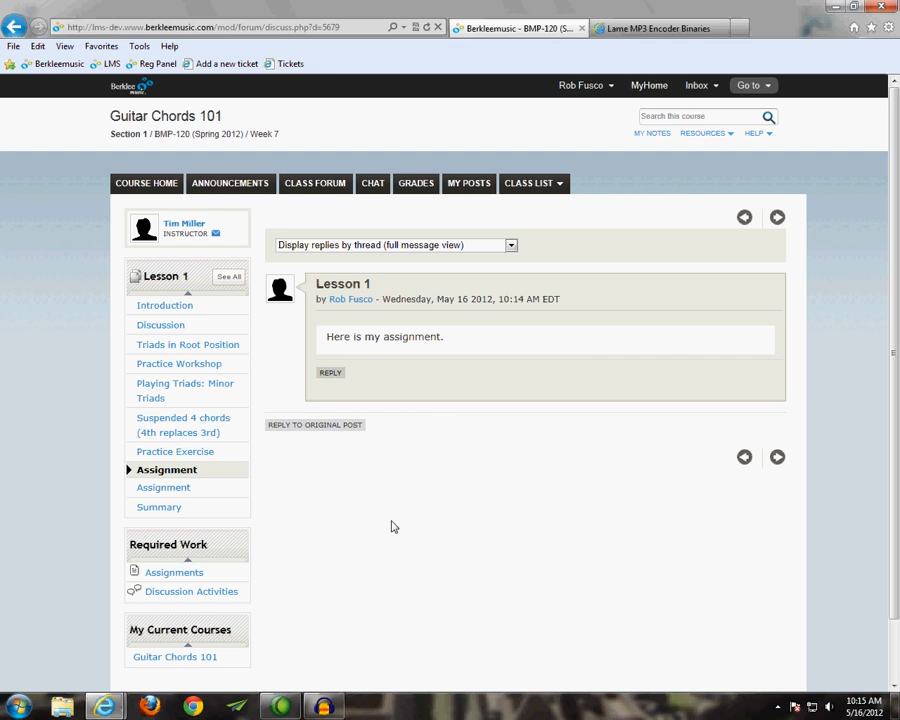 http://lms-dev.www.berkleemusic.com/mod/forum/discuss.php?d=5679
Berkleemusic - BMP-120 (S...
Lame MP3 Encoder Binaries
File Edit View Favorites Tools Help
Berkleemusic LMS Reg Panel Add a new ticket Tickets
Berklee music
Rob Fusco MyHome Inbox Go to
Guitar Chords 101
Search this course
Section 1 / BMP-120 (Spring 2012) / Week 7
MY NOTES RESOURCES HELP
COURSE HOME ANNOUNCEMENTS CLASS FORUM CHAT GRADES MY POSTS CLASS LIST
Tim Miller
INSTRUCTOR
Display replies by thread (full message view)
Lesson 1 See All
Introduction
Discussion
Triads in Root Position
Practice Workshop
Playing Triads: Minor
Triads
Suspended 4 chords
(4th replaces 3rd)
Practice Exercise
Assignment
Assignment
Summary
Lesson 1
by Rob Fusco - Wednesday, May 16 2012, 10:14 AM EDT
Here is my assignment.
REPLY
REPLY TO ORIGINAL POST
Required Work
Assignments
Discussion Activities
My Current Courses
Guitar Chords 101
10:15 AM
5/16/2012